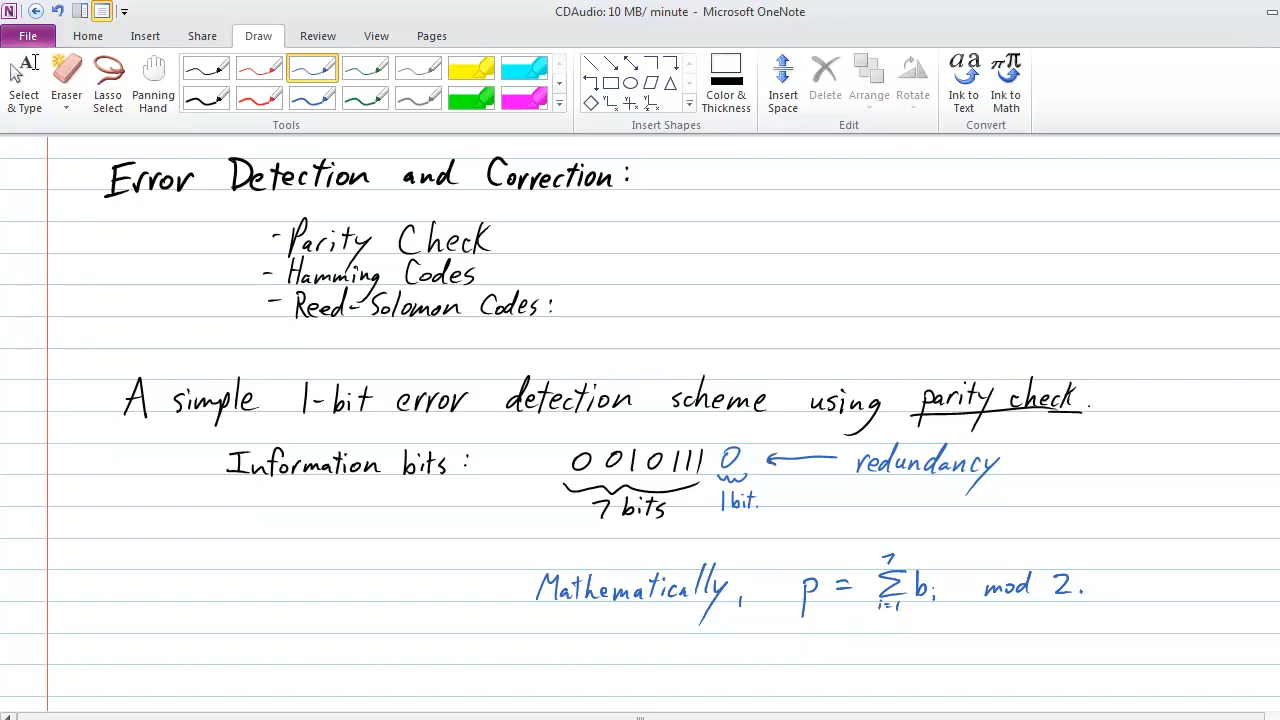 CDAudio: 10 MB/ minute - Microsoft OneNote
File Home Insert Share Draw Review View Pages
Select & Type Eraser Lasso Select Panning Hand Color & Thickness Insert Space Delete Arrange Rotate Ink to Text Ink to Math
Tools Insert Shapes Edit Convert
Error Detection and Correction:
- Parity Check
- Hamming Codes
- Reed-Solomon Codes:
A simple 1-bit error detection scheme using parity check.
Information bits: 0010111 0 ← redundancy
7 bits 1 bit.
Mathematically, p = ∑_{i=1}^{7} b_i mod 2.